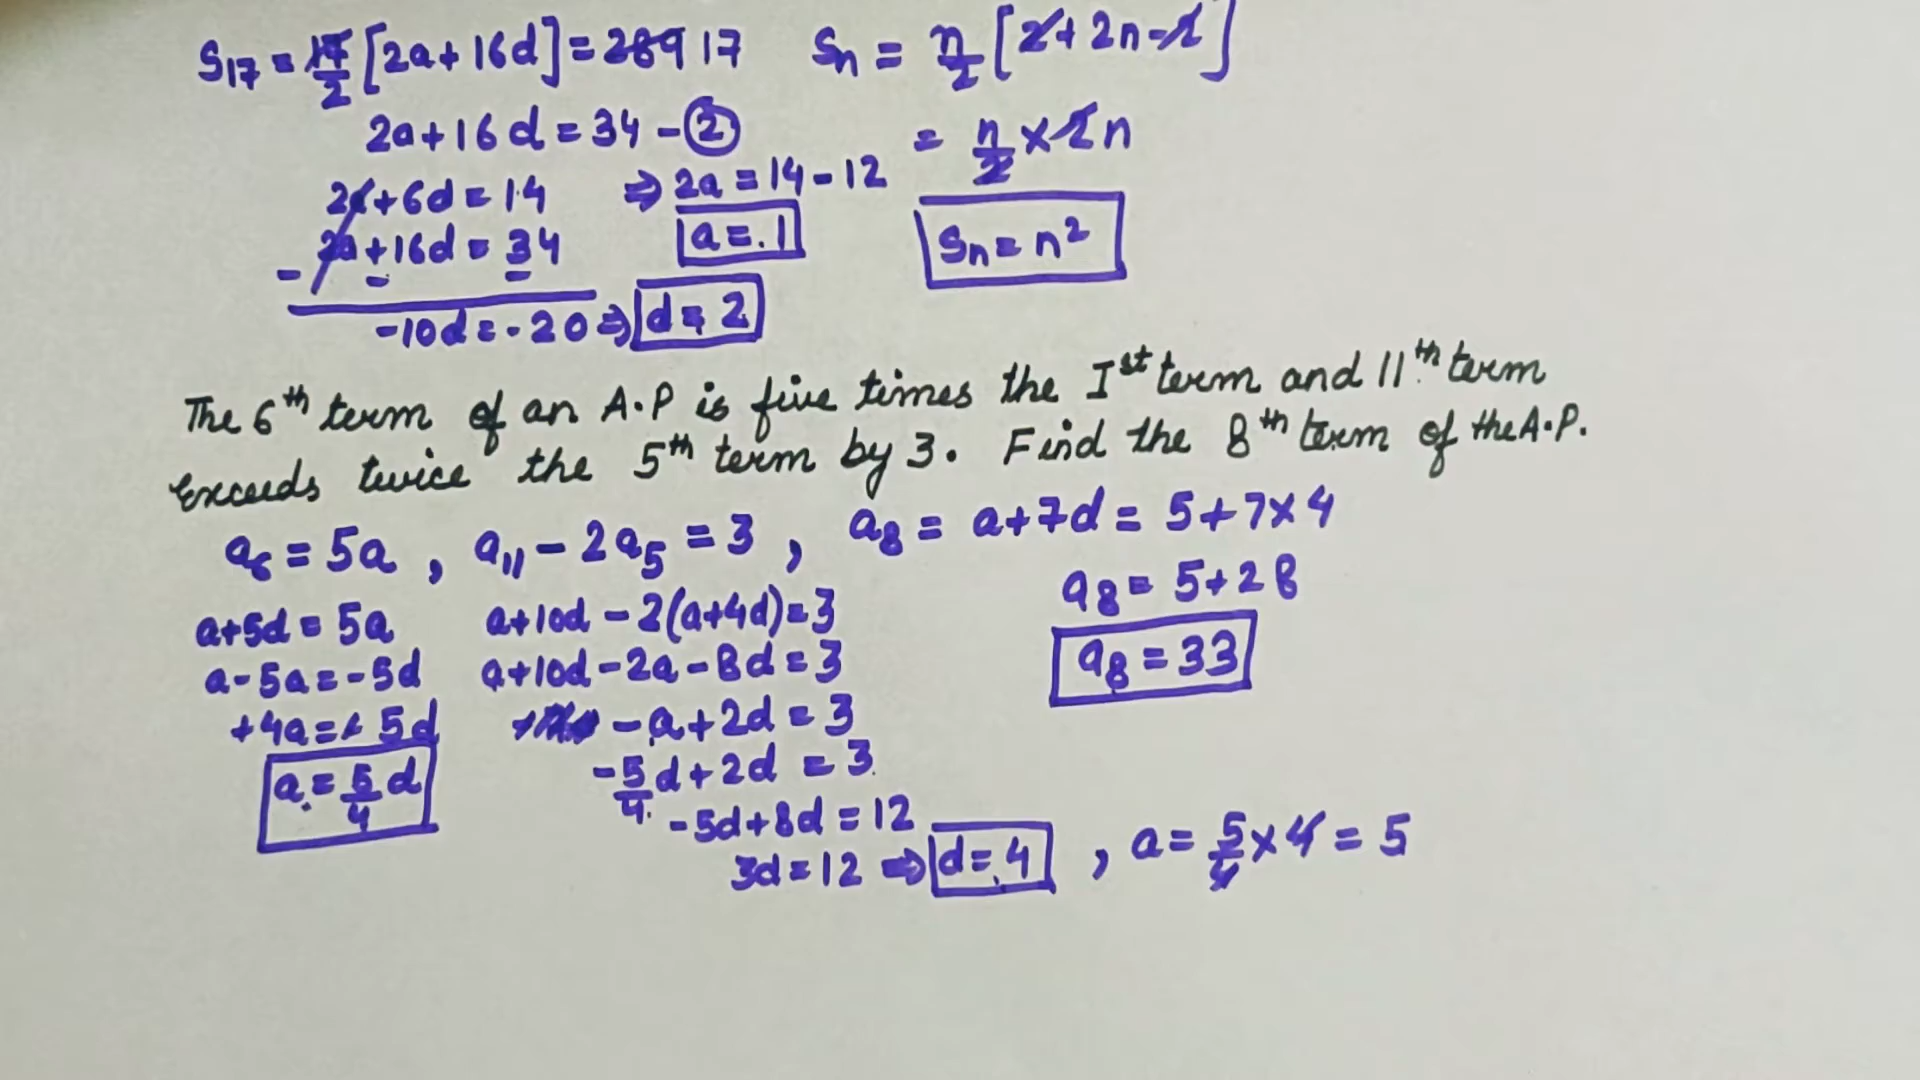 S17 = 17/2 [2a+16d] = 289 17
2a+16d = 34 - ②
2a+6d = 14
2a+16d = 34
-10d = -20 ⇒ d = 2
⇒ 2a = 14-12
a = 1
Sn = n/2 [2+2n-2]
= n/2 × 2n
Sn = n²
The 6th term of an A.P is five times the Ist term and 11th term
exceeds twice the 5th term by 3. Find the 8th term of the A.P.
a6 = 5a , a11 - 2a5 = 3 , a8 = a+7d = 5+7×4
a+5d = 5a
a-5a = -5d
+4a = + 5d
a = 5/4 d
a+10d - 2(a+4d) = 3
a+10d-2a-8d = 3
-a+2d = 3
-5/4 d+2d = 3
-5d+8d = 12
3d = 12 ⇒ d = 4 , a = 5/4 × 4 = 5
a8 = 5+28
a8 = 33